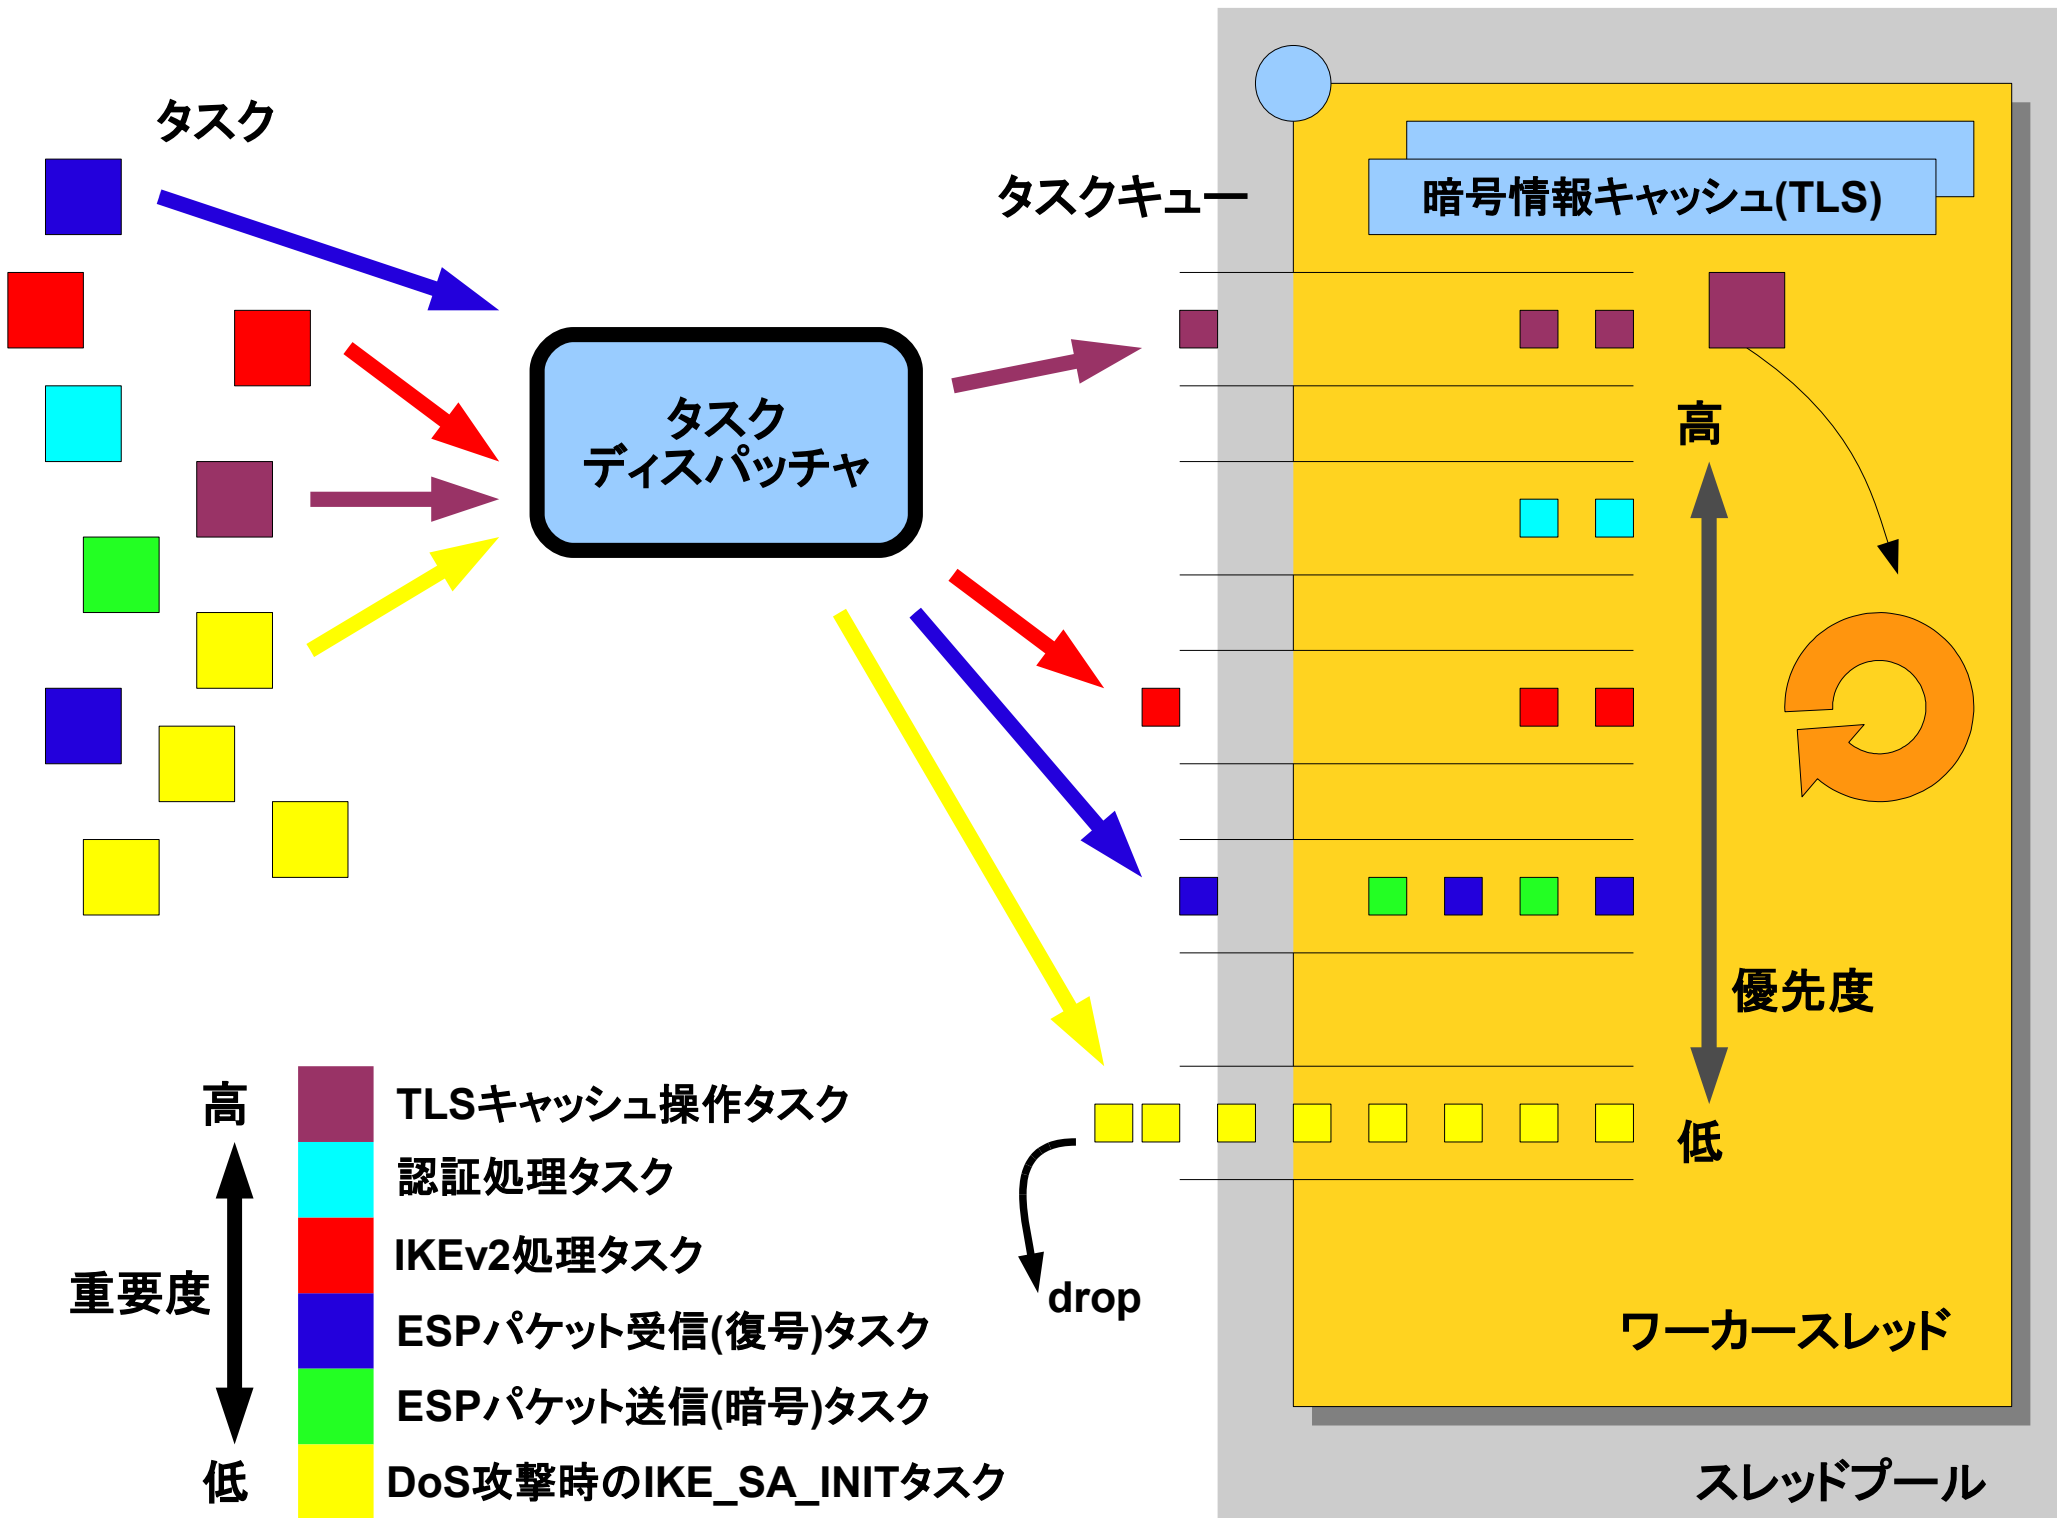 タスク
タスクキュー
暗号情報キャッシュ(TLS)
タスク
ディスパッチャ
高
優先度
低
高
重要度
低
TLSキャッシュ操作タスク
認証処理タスク
IKEv2処理タスク
ESPパケット受信(復号)タスク
ESPパケット送信(暗号)タスク
DoS攻撃時のIKE_SA_INITタスク
drop
ワーカースレッド
スレッドプール